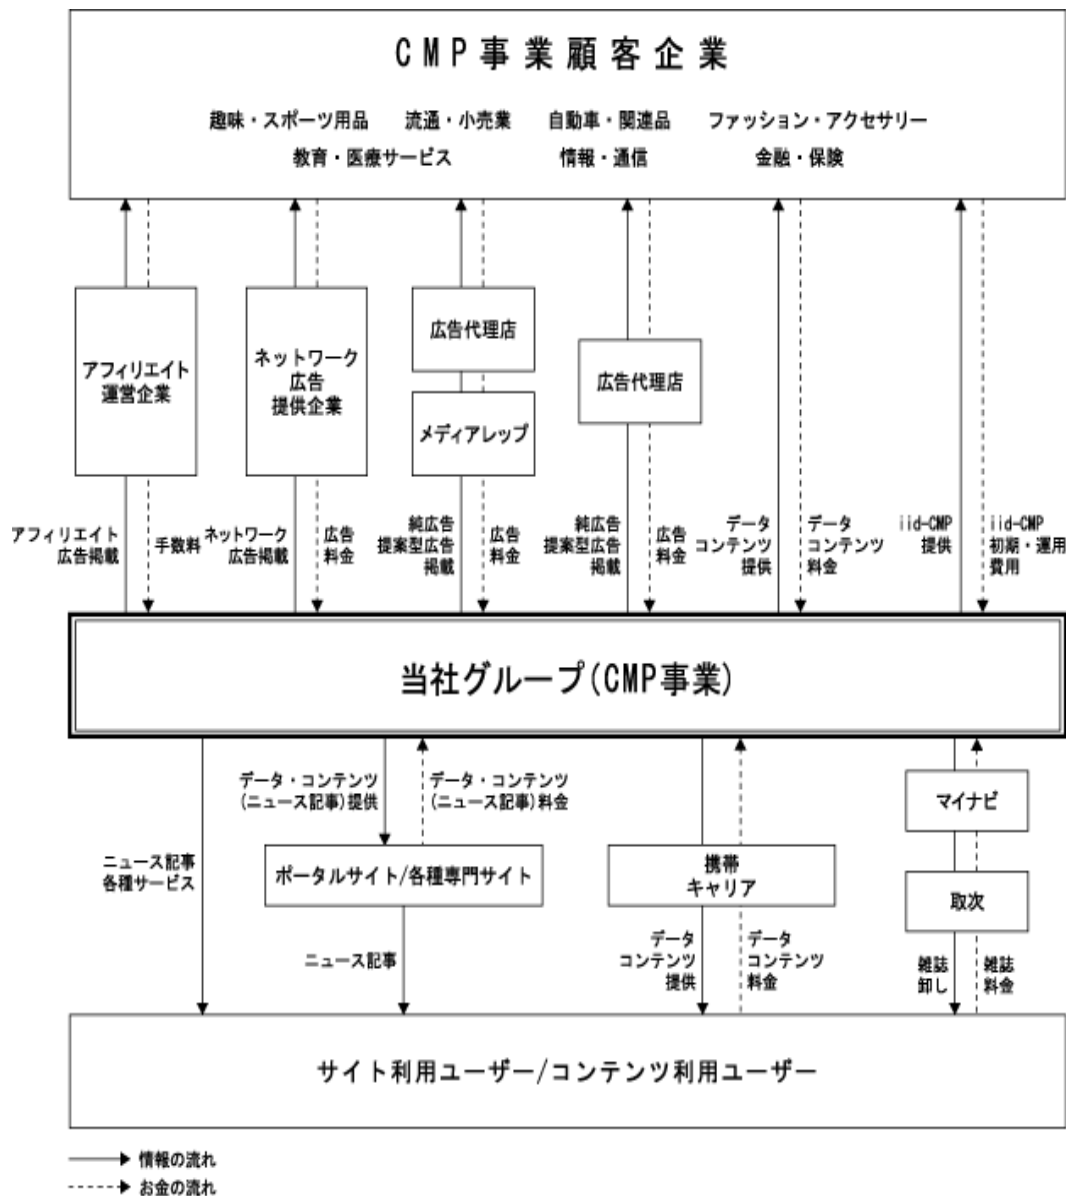 CMP事業顧客企業
趣味・スポーツ用品 流通・小売業 自動車・関連品 ファッション・アクセサリー
教育・医療サービス 情報・通信 金融・保険
アフィリエイト
運営企業
ネットワーク
広告
提供企業
広告代理店
メディアレップ
広告代理店
アフィリエイト
広告掲載
手数料
ネットワーク
広告掲載
広告
料金
純広告
提案型広告
掲載
広告
料金
純広告
提案型広告
掲載
広告
料金
データ
コンテンツ
提供
データ
コンテンツ
料金
iid-CMP
提供
iid-CMP
初期・運用
費用
当社グループ(CMP事業)
ニュース記事
各種サービス
データ・コンテンツ
(ニュース記事)提供
データ・コンテンツ
(ニュース記事)料金
ポータルサイト/各種専門サイト
ニュース記事
携帯
キャリア
データ
コンテンツ
提供
データ
コンテンツ
料金
マイナビ
取次
雑誌
卸し
雑誌
料金
サイト利用ユーザー/コンテンツ利用ユーザー
情報の流れ
お金の流れ